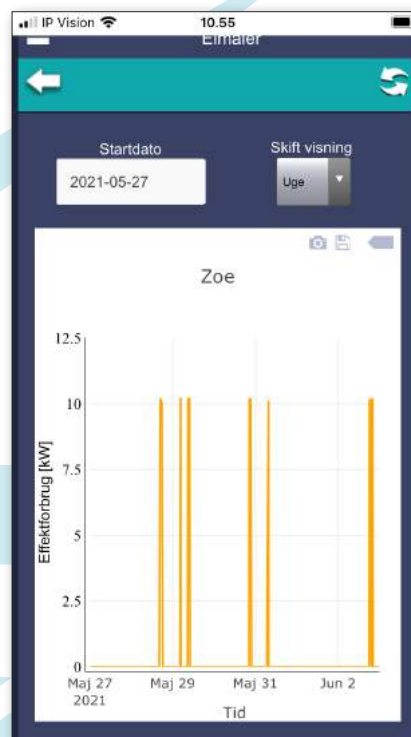 IP Vision 10.55
Elmåler
Startdato Skift visning
2021-05-27 Uge
Zoe
12.5
10
7.5
5
2.5
0
Effektforbrug [kW]
Maj 27 Maj 29 Maj 31 Jun 2
2021
Tid